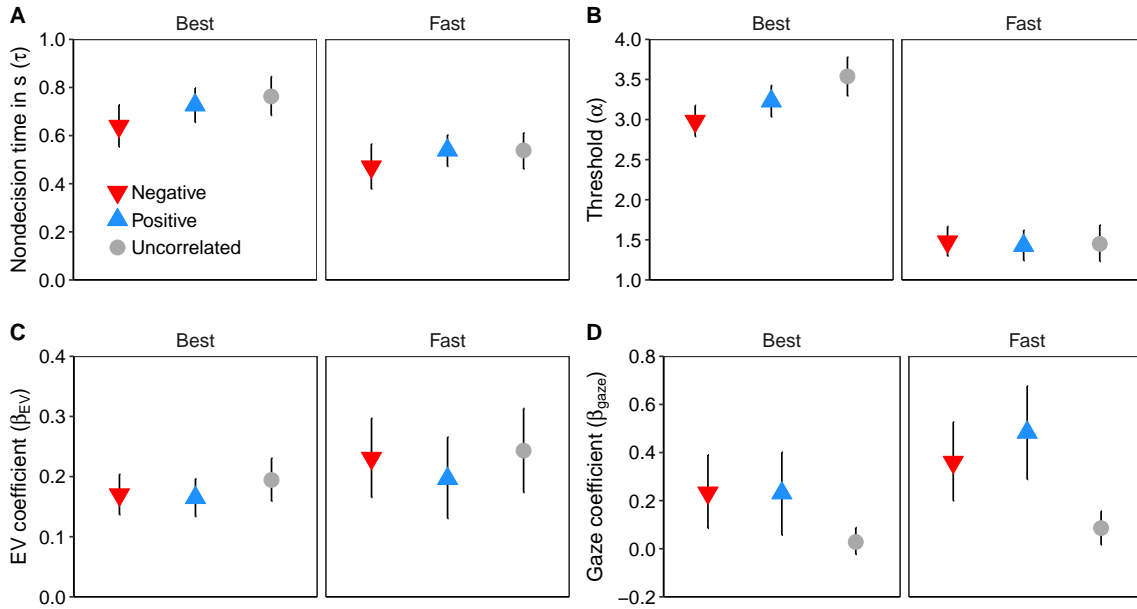 A
Best
Fast
Nondecision time in s (τ)
1.0
0.8
0.6
0.4
0.2
0.0
Negative
Positive
Uncorrelated
B
Best
Fast
Threshold (α)
4.0
3.5
3.0
2.5
2.0
1.5
1.0
C
Best
Fast
EV coefficient (βEV)
0.4
0.3
0.2
0.1
0.0
D
Best
Fast
Gaze coefficient (βgaze)
0.8
0.6
0.4
0.2
0.0
−0.2